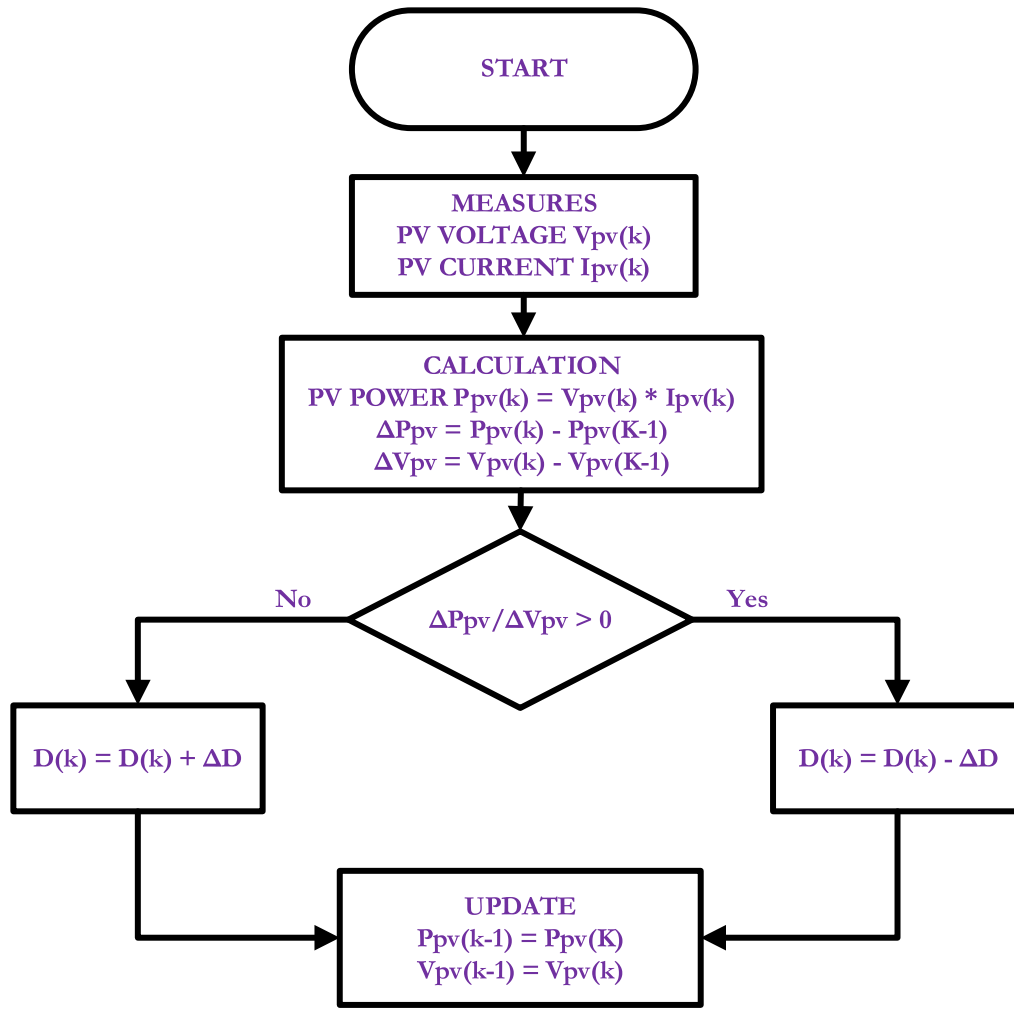 START
MEASURES
PV VOLTAGE Vpv(k)
PV CURRENT Ipv(k)
CALCULATION
PV POWER Ppv(k) = Vpv(k) * Ipv(k)
ΔPpv = Ppv(k) - Ppv(K-1)
ΔVpv = Vpv(k) - Vpv(K-1)
No
Yes
ΔPpv/ΔVpv > 0
D(k) = D(k) + ΔD
D(k) = D(k) - ΔD
UPDATE
Ppv(k-1) = Ppv(K)
Vpv(k-1) = Vpv(k)